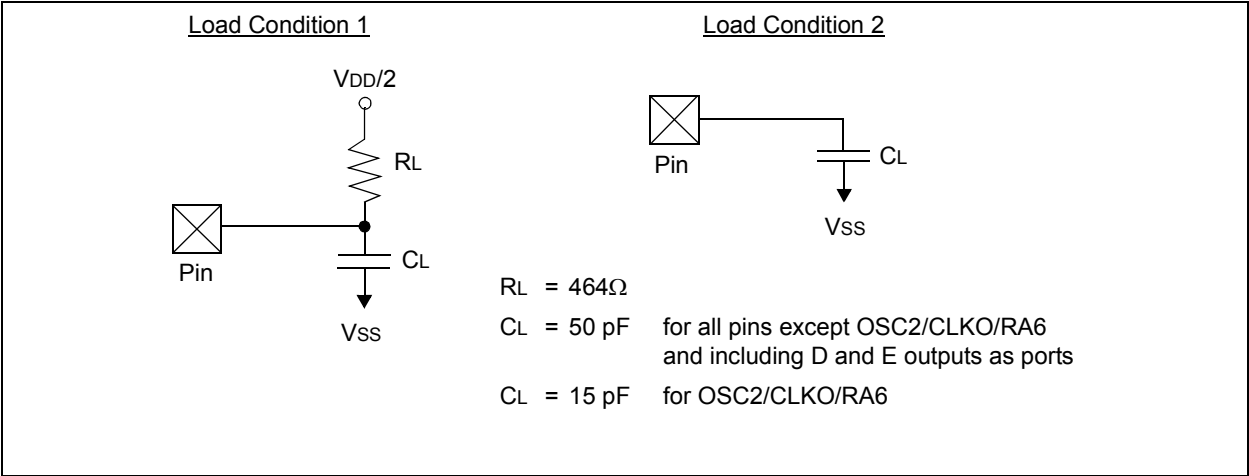 Load Condition 1
VDD/2
RL
Pin
CL
VSS
Load Condition 2
Pin
CL
VSS
RL = 464Ω
CL = 50 pF for all pins except OSC2/CLKO/RA6
and including D and E outputs as ports
CL = 15 pF for OSC2/CLKO/RA6